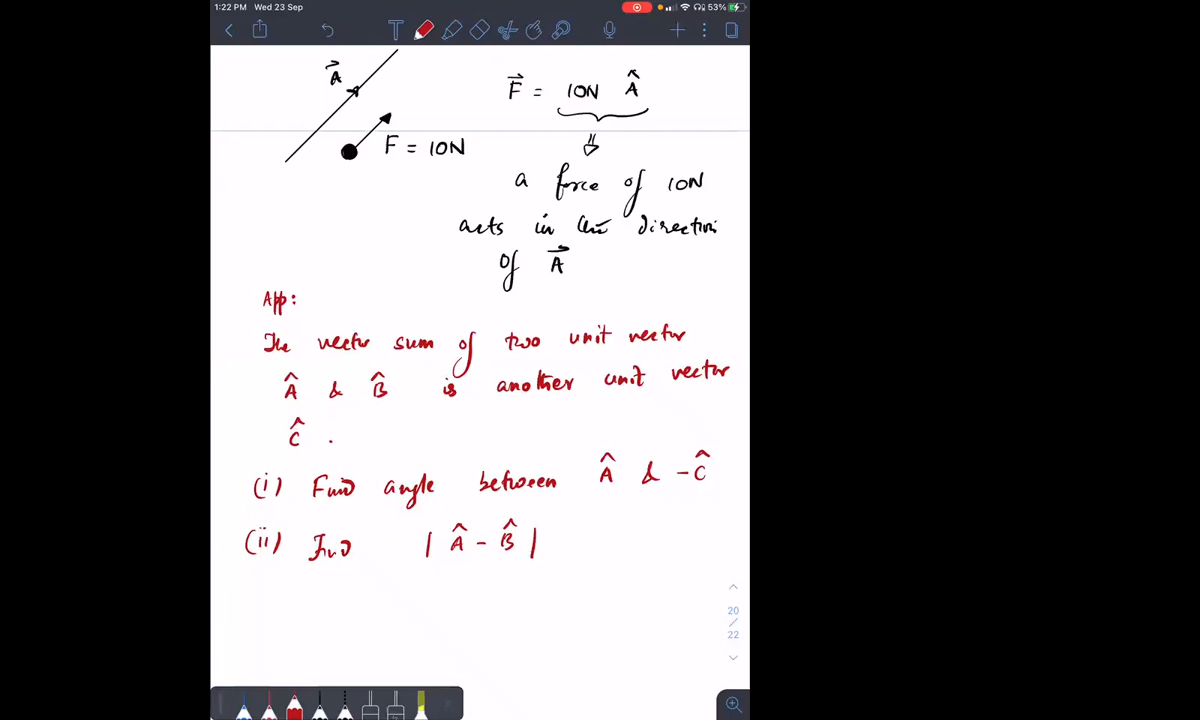 1:22 PM Wed 23 Sep
53%
T
A⃗
F⃗ = 10N Â
F = 10N
⇓
a force of 10N
acts in the direction
of A⃗
App:
The vector sum of two unit vector
Â & B̂ is another unit vector
Ĉ .
(i) Find angle between Â & -Ĉ
(ii) Find | Â - B̂ |
20
/
22